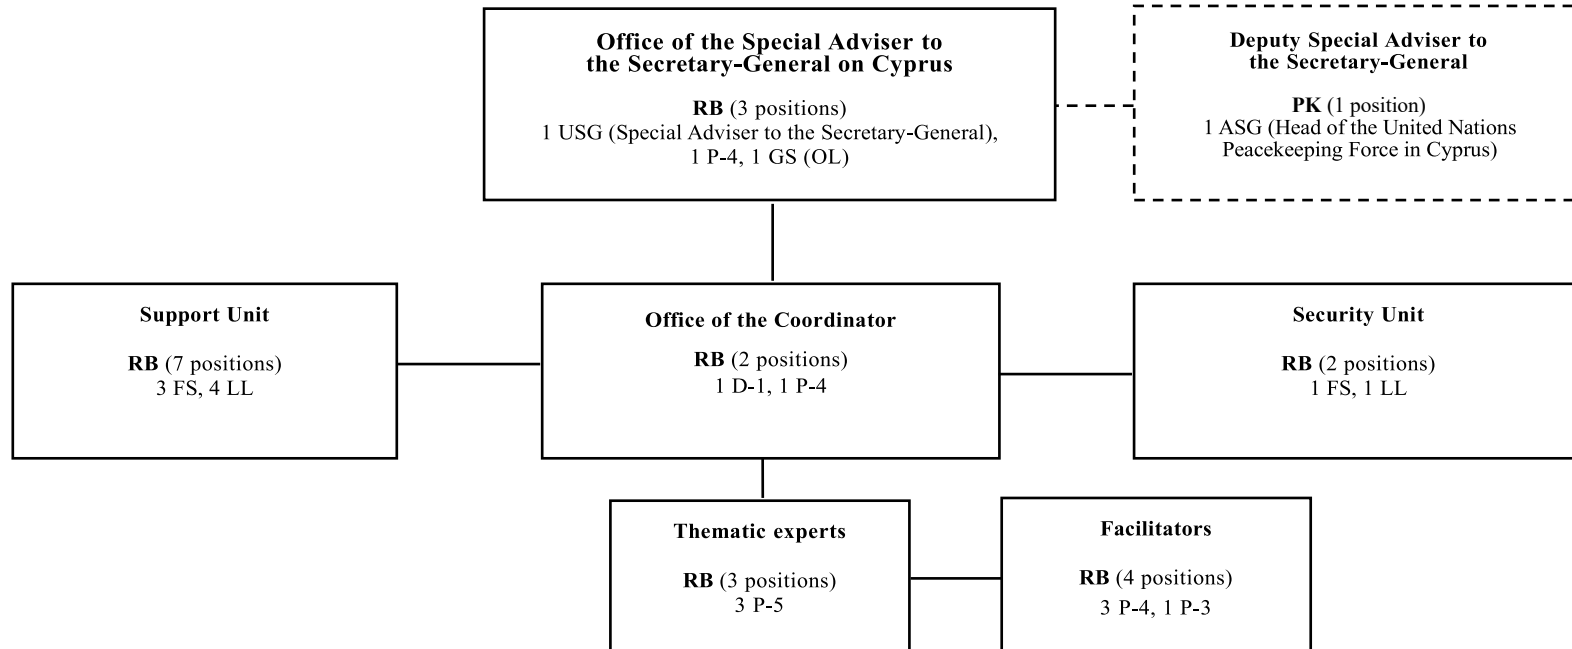 Office of the Special Adviser to
the Secretary-General on Cyprus
RB (3 positions)
1 USG (Special Adviser to the Secretary-General),
1 P-4, 1 GS (OL)
Deputy Special Adviser to
the Secretary-General
PK (1 position)
1 ASG (Head of the United Nations
Peacekeeping Force in Cyprus)
Support Unit
RB (7 positions)
3 FS, 4 LL
Office of the Coordinator
RB (2 positions)
1 D-1, 1 P-4
Security Unit
RB (2 positions)
1 FS, 1 LL
Thematic experts
RB (3 positions)
3 P-5
Facilitators
RB (4 positions)
3 P-4, 1 P-3